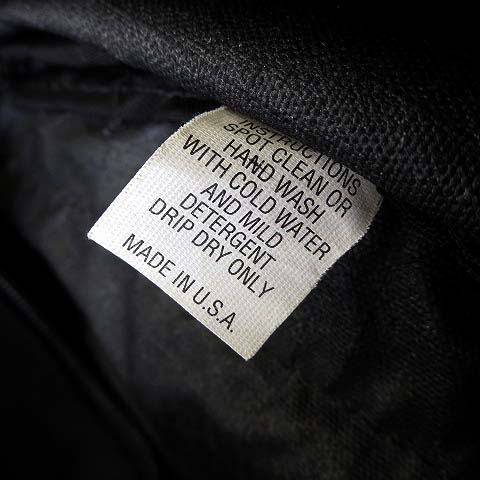 INSTRUCTIONS
SPOT CLEAN OR
HAND WASH
WITH COLD WATER
AND MILD
DETERGENT
DRIP DRY ONLY
MADE IN U.S.A.